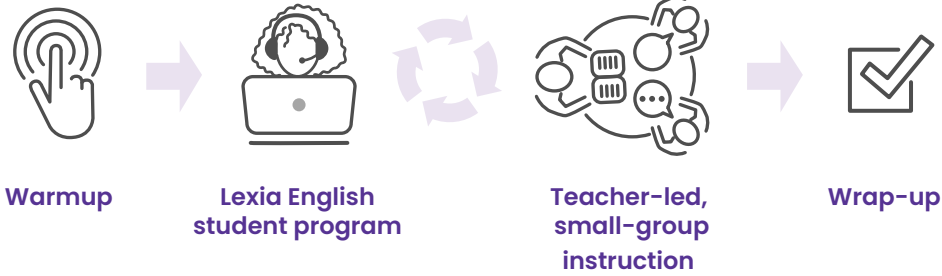 Warmup
Lexia English
student program
Teacher-led,
small-group
instruction
Wrap-up